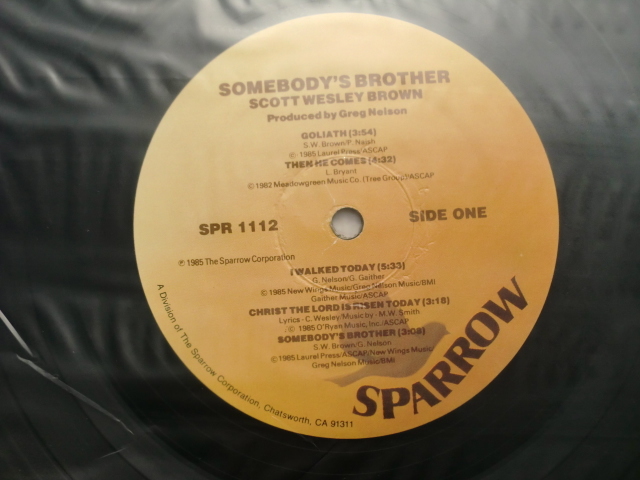 SOMEBODY'S BROTHER
SCOTT WESLEY BROWN
Produced by Greg Nelson
GOLIATH (3:54)
S.W. Brown/P. Naish
℗ 1985 Laurel Press/ASCAP
THEN HE COMES (4:32)
L. Bryant
© 1982 Meadowgreen Music Co. (Tree Group)/ASCAP
SPR 1112
SIDE ONE
℗ 1985 The Sparrow Corporation
I WALKED TODAY (5:33)
G. Nelson/G. Gaither
© 1985 New Wings Music/Greg Nelson Music/BMI
Gaither Music/ASCAP
CHRIST THE LORD IS RISEN TODAY (3:18)
Lyrics - C. Wesley/Music by - M.W. Smith
© 1985 O'Ryan Music, Inc./ASCAP
SOMEBODY'S BROTHER (3:08)
S.W. Brown/G. Nelson
© 1985 Laurel Press/ASCAP/New Wings Music/
Greg Nelson Music/BMI
SPARROW
A Division of The Sparrow Corporation, Chatsworth, CA 91311